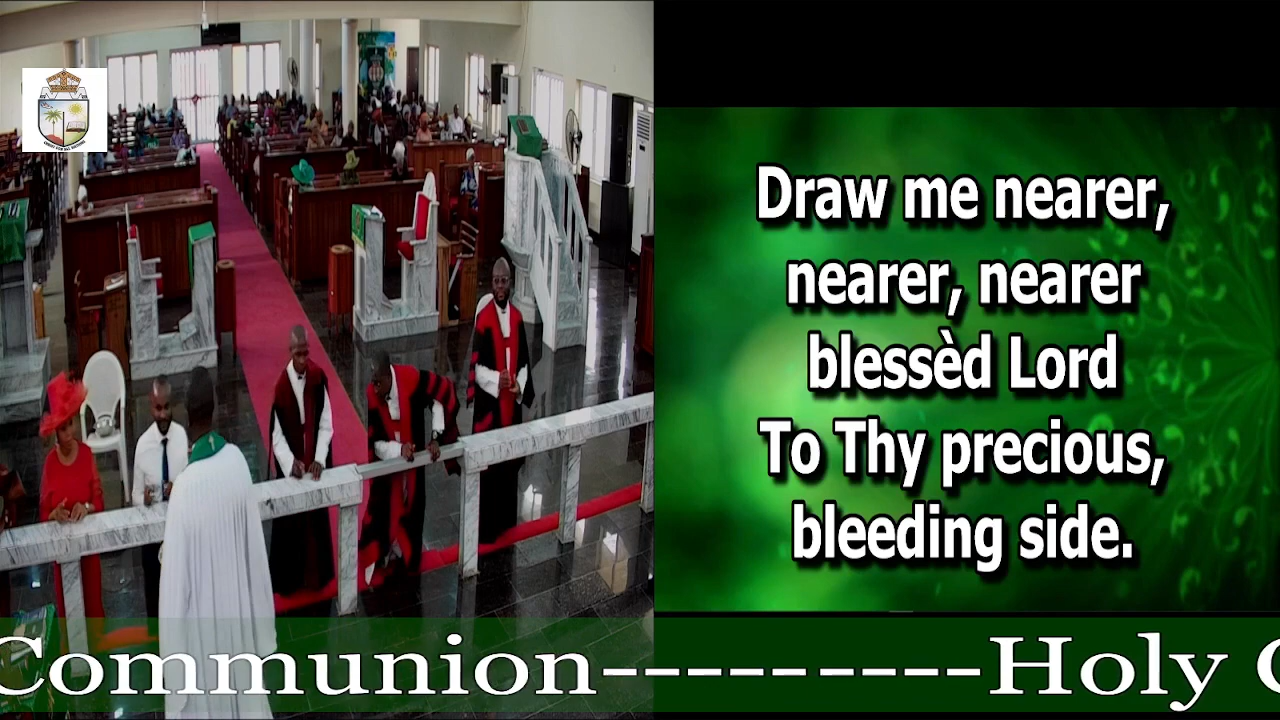 Draw me nearer,
nearer, nearer
blessèd Lord
To Thy precious,
bleeding side.
Communion---------Holy C